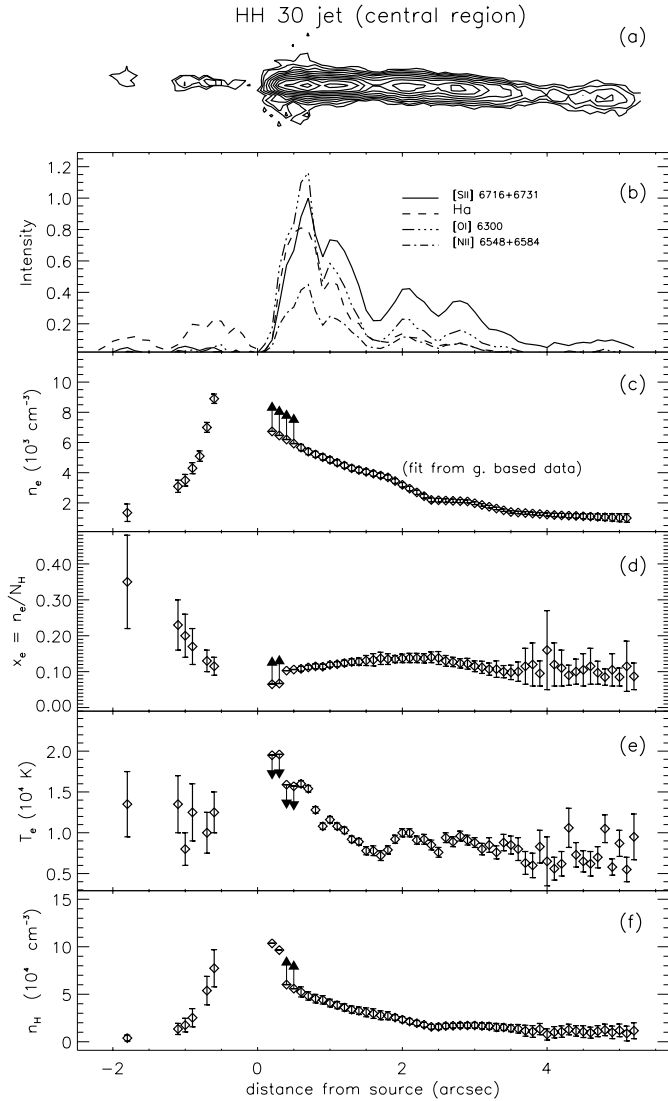 HH 30 jet (central region)
(a)
1.2
1.0
0.8
0.6
0.4
0.2
Intensity
(b)
[SII] 6716+6731
Ha
[OI] 6300
[NII] 6548+6584
10
8
6
4
2
n_e (10³ cm⁻³)
(c)
(fit from g. based data)
0.40
0.30
0.20
0.10
0.00
x_e = n_e/N_H
(d)
2.0
1.5
1.0
0.5
T_e (10⁴ K)
(e)
15
10
5
0
n_H (10⁴ cm⁻³)
(f)
-2
0
2
4
distance from source (arcsec)